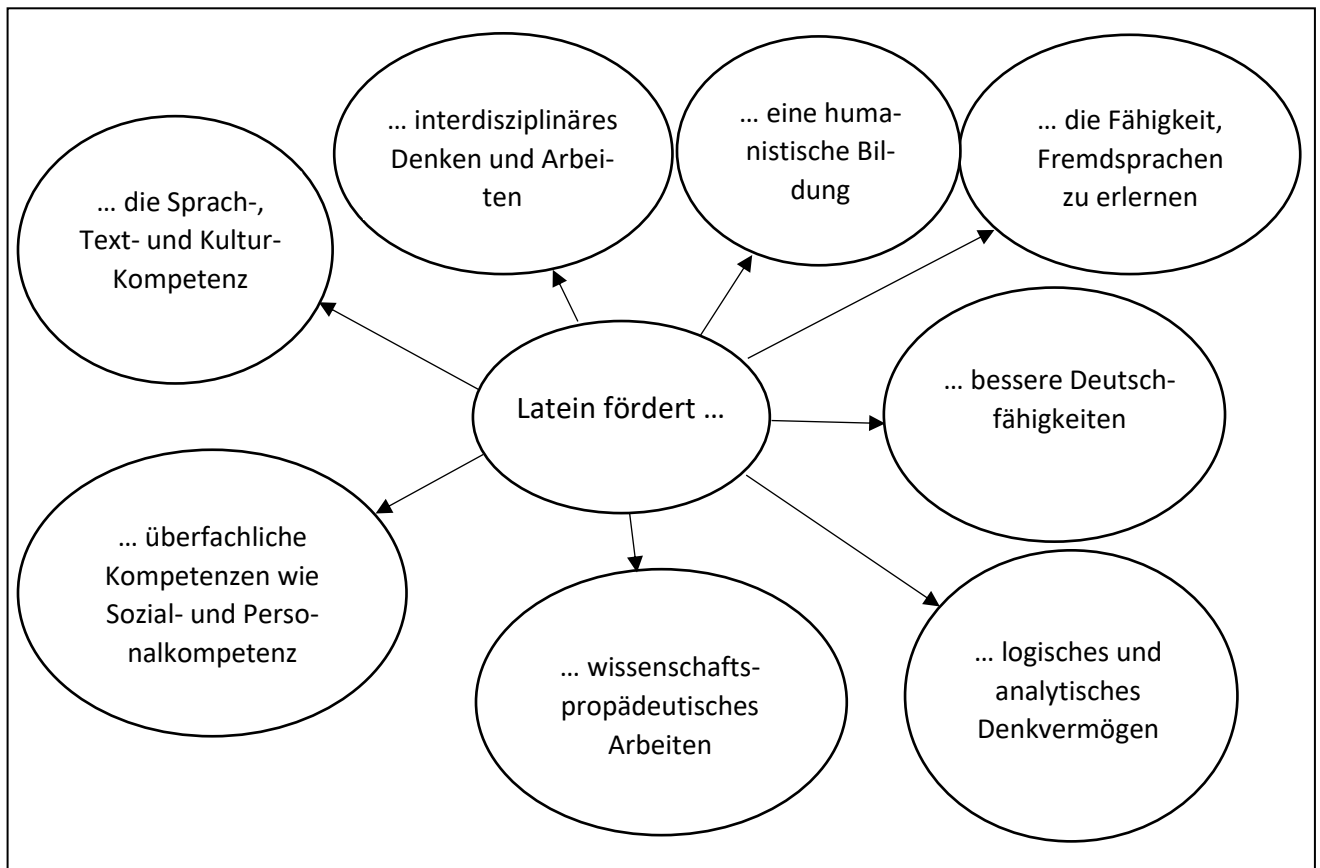 … interdisziplinäres
Denken und Arbei-
ten
… eine huma-
nistische Bil-
dung
… die Fähigkeit,
Fremdsprachen
zu erlernen
… die Sprach-,
Text- und Kultur-
Kompetenz
Latein fördert …
… bessere Deutsch-
fähigkeiten
… überfachliche
Kompetenzen wie
Sozial- und Perso-
nalkompetenz
… wissenschafts-
propädeutisches
Arbeiten
… logisches und
analytisches
Denkvermögen